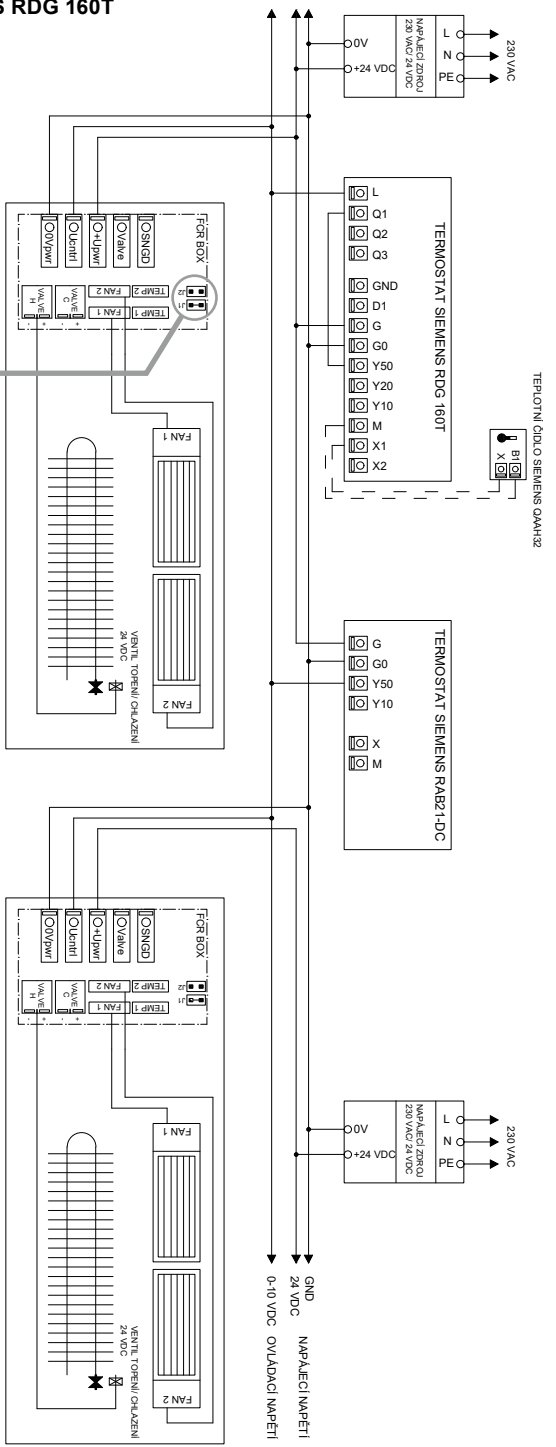 S RDG 160T
L
N
PE
230 VAC
NAPÁJECÍ ZDROJ
230 VAC/ 24 VDC
0V
+24 VDC
TERMOSTAT SIEMENS RDG 160T
L
Q1
Q2
Q3
GND
D1
G
G0
Y50
Y20
Y10
M
X1
X2
TEPLOTNÍ ČIDLO SIEMENS QAAH32
B1
X
TERMOSTAT SIEMENS RAB21-DC
G
G0
Y50
Y10
X
M
L
N
PE
230 VAC
NAPÁJECÍ ZDROJ
230 VAC/ 24 VDC
0V
+24 VDC
GND
24 VDC
NAPÁJECÍ NAPĚTÍ
0-10 VDC OVLÁDACÍ NAPĚTÍ
FCR BOX
SNGD
Valve
+Upwr
Ucntrl
0Vpwr
J2
J1
TEMP 2
TEMP 1
FAN 2
FAN 1
VALVE
C
+
-
VALVE
H
+
-
FAN 1
FAN 2
VENTIL TOPENÍ/ CHLAZENÍ
24 VDC
FCR BOX
SNGD
Valve
+Upwr
Ucntrl
0Vpwr
J2
J1
TEMP 2
TEMP 1
FAN 2
FAN 1
VALVE
C
+
-
VALVE
H
+
-
FAN 1
FAN 2
VENTIL TOPENÍ/ CHLAZENÍ
24 VDC